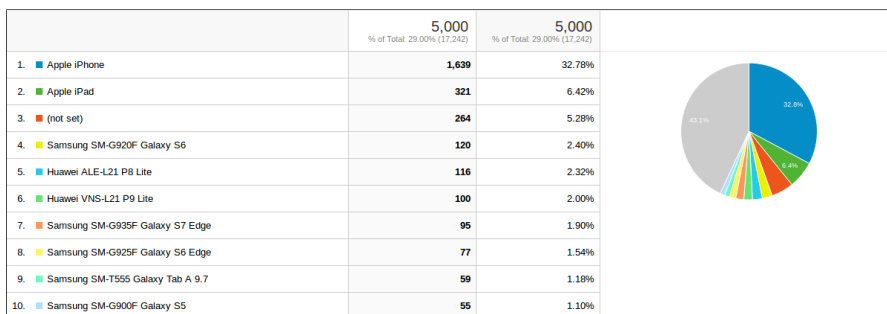 5,000 5,000
% of Total: 29.00% (17,242) % of Total: 29.00% (17,242)
1. Apple iPhone 1,639 32.78%
2. Apple iPad 321 6.42%
3. (not set) 264 5.28%
4. Samsung SM-G920F Galaxy S6 120 2.40%
5. Huawei ALE-L21 P8 Lite 116 2.32%
6. Huawei VNS-L21 P9 Lite 100 2.00%
7. Samsung SM-G935F Galaxy S7 Edge 95 1.90%
8. Samsung SM-G925F Galaxy S6 Edge 77 1.54%
9. Samsung SM-T555 Galaxy Tab A 9.7 59 1.18%
10. Samsung SM-G900F Galaxy S5 55 1.10%
32.8%
43.1%
6.4%